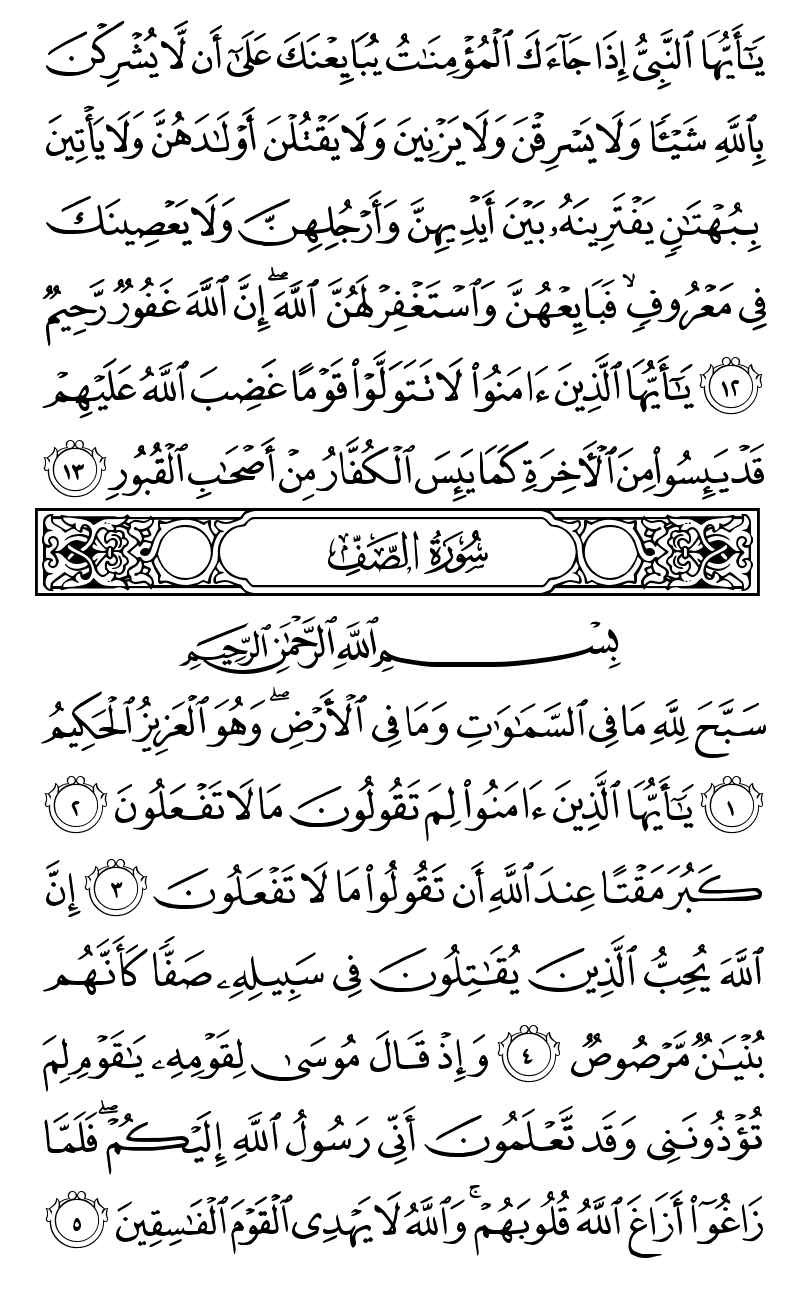 يَٰٓأَيُّهَا ٱلنَّبِىُّ إِذَا جَآءَكَ ٱلْمُؤْمِنَٰتُ يُبَايِعْنَكَ عَلَىٰٓ أَن لَّا يُشْرِكْنَ
بِٱللَّهِ شَيْـًٔا وَلَا يَسْرِقْنَ وَلَا يَزْنِينَ وَلَا يَقْتُلْنَ أَوْلَٰدَهُنَّ وَلَا يَأْتِينَ
بِبُهْتَٰنٍ يَفْتَرِينَهُۥ بَيْنَ أَيْدِيهِنَّ وَأَرْجُلِهِنَّ وَلَا يَعْصِينَكَ
فِى مَعْرُوفٍ ۙ فَبَايِعْهُنَّ وَٱسْتَغْفِرْ لَهُنَّ ٱللَّهَ ۖ إِنَّ ٱللَّهَ غَفُورٌ رَّحِيمٌ
١٢ يَٰٓأَيُّهَا ٱلَّذِينَ ءَامَنُوا۟ لَا تَتَوَلَّوْا۟ قَوْمًا غَضِبَ ٱللَّهُ عَلَيْهِمْ
قَدْ يَئِسُوا۟ مِنَ ٱلْـَٔاخِرَةِ كَمَا يَئِسَ ٱلْكُفَّارُ مِنْ أَصْحَٰبِ ٱلْقُبُورِ ١٣
سُورَةُ الصَّفِّ
بِسْمِ ٱللَّهِ ٱلرَّحْمَٰنِ ٱلرَّحِيمِ
سَبَّحَ لِلَّهِ مَا فِى ٱلسَّمَٰوَٰتِ وَمَا فِى ٱلْأَرْضِ ۖ وَهُوَ ٱلْعَزِيزُ ٱلْحَكِيمُ
١ يَٰٓأَيُّهَا ٱلَّذِينَ ءَامَنُوا۟ لِمَ تَقُولُونَ مَا لَا تَفْعَلُونَ ٢
كَبُرَ مَقْتًا عِندَ ٱللَّهِ أَن تَقُولُوا۟ مَا لَا تَفْعَلُونَ ٣ إِنَّ
ٱللَّهَ يُحِبُّ ٱلَّذِينَ يُقَٰتِلُونَ فِى سَبِيلِهِۦ صَفًّا كَأَنَّهُم
بُنْيَٰنٌ مَّرْصُوصٌ ٤ وَإِذْ قَالَ مُوسَىٰ لِقَوْمِهِۦ يَٰقَوْمِ لِمَ
تُؤْذُونَنِى وَقَد تَّعْلَمُونَ أَنِّى رَسُولُ ٱللَّهِ إِلَيْكُمْ ۖ فَلَمَّا
زَاغُوٓا۟ أَزَاغَ ٱللَّهُ قُلُوبَهُمْ ۚ وَٱللَّهُ لَا يَهْدِى ٱلْقَوْمَ ٱلْفَٰسِقِينَ ٥